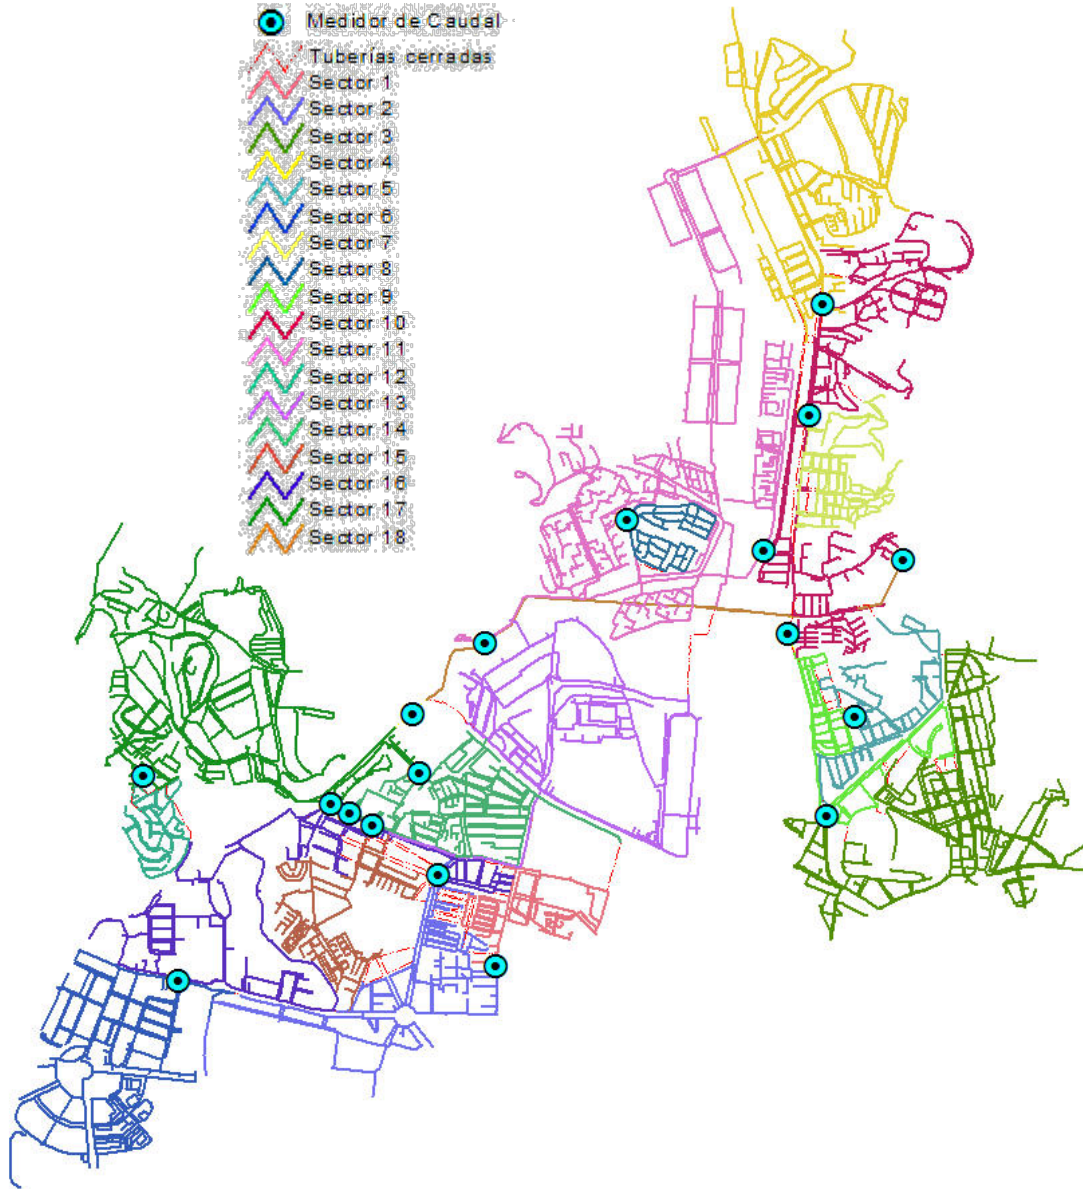 Medidor de Caudal
Tuberías cerradas
Sector 1
Sector 2
Sector 3
Sector 4
Sector 5
Sector 6
Sector 7
Sector 8
Sector 9
Sector 10
Sector 11
Sector 12
Sector 13
Sector 14
Sector 15
Sector 16
Sector 17
Sector 18